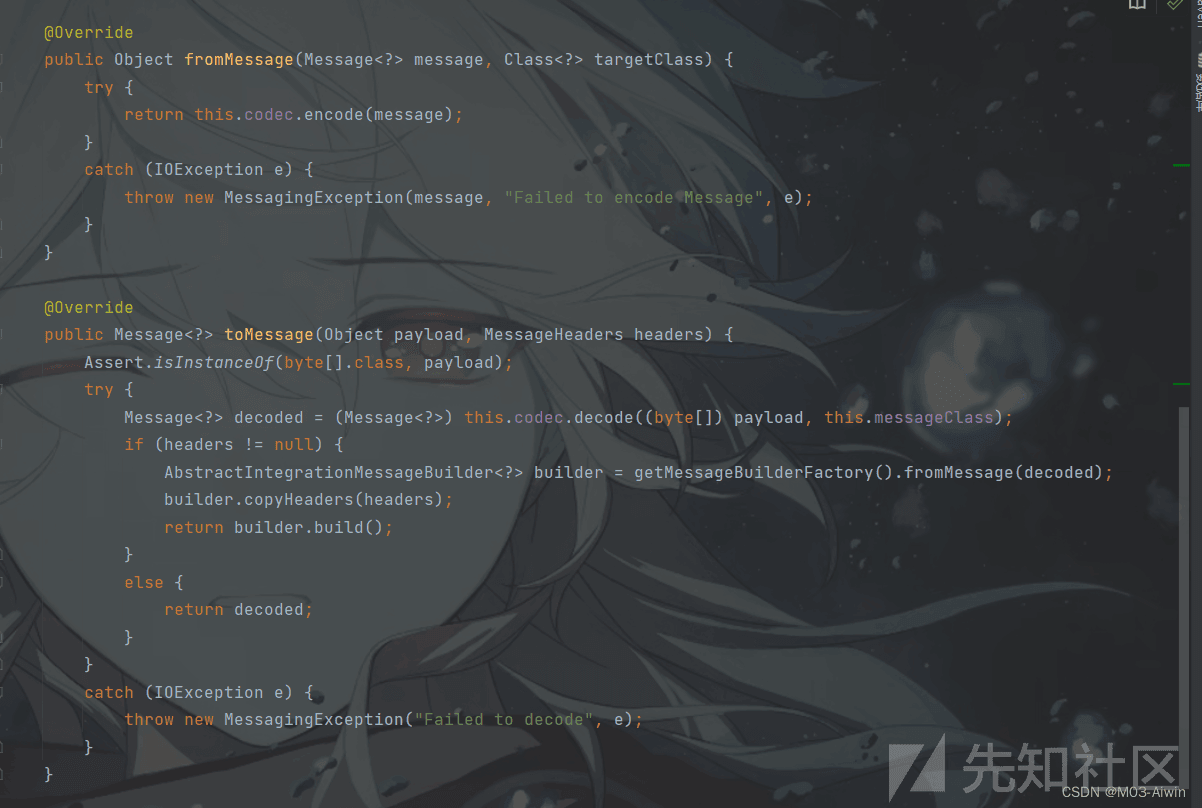 @Override
public Object fromMessage(Message<?> message, Class<?> targetClass) {
try {
return this.codec.encode(message);
}
catch (IOException e) {
throw new MessagingException(message, "Failed to encode Message", e);
}
}
@Override
public Message<?> toMessage(Object payload, MessageHeaders headers) {
Assert.isInstanceOf(byte[].class, payload);
try {
Message<?> decoded = (Message<?>) this.codec.decode((byte[]) payload, this.messageClass);
if (headers != null) {
AbstractIntegrationMessageBuilder<?> builder = getMessageBuilderFactory().fromMessage(decoded);
builder.copyHeaders(headers);
return builder.build();
}
else {
return decoded;
}
}
catch (IOException e) {
throw new MessagingException("Failed to decode", e);
}
}
先知社区
CSDN @M03-Aiwin